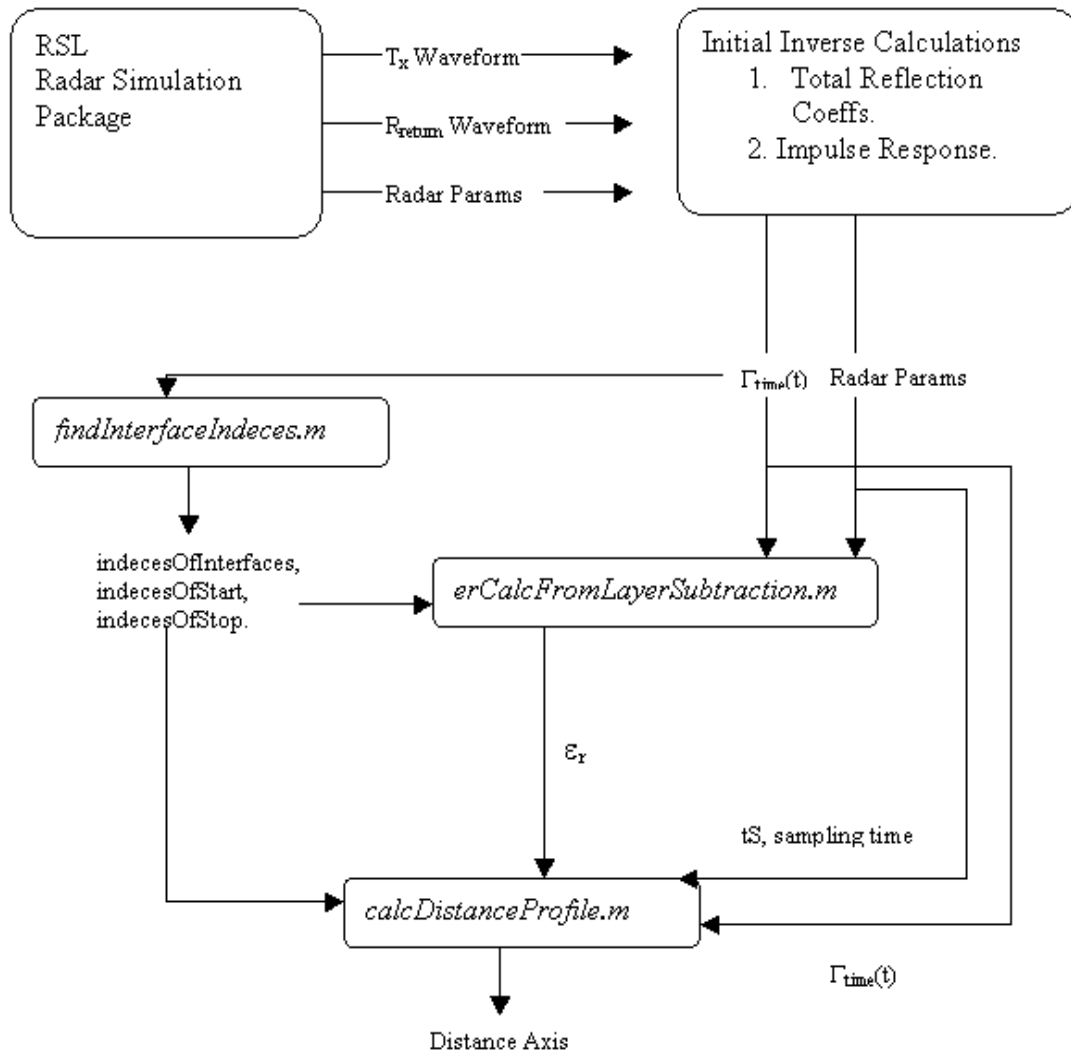 RSL
Radar Simulation
Package
Tx Waveform
Rreturn Waveform
Radar Params
Initial Inverse Calculations
1. Total Reflection
Coeffs.
2. Impulse Response.
Γtime(t) Radar Params
findInterfaceIndeces.m
indecesOfInterfaces,
indecesOfStart,
indecesOfStop.
erCalcFromLayerSubtraction.m
εr
tS, sampling time
calcDistanceProfile.m
Γtime(t)
Distance Axis